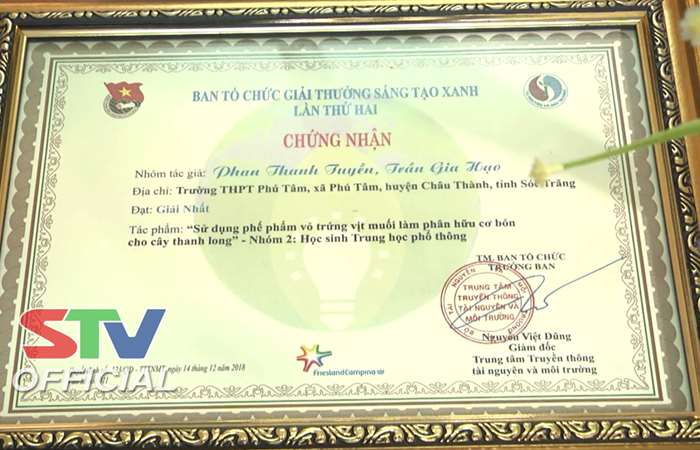 BAN TỔ CHỨC GIẢI THƯỞNG SÁNG TẠO XANH
LẦN THỨ HAI
CHỨNG NHẬN
Nhóm tác giả: Phan Thanh Tuyền, Trần Gia Hạo
Địa chỉ: Trường THPT Phú Tâm, xã Phú Tâm, huyện Châu Thành, tỉnh Sóc Trăng
Đạt: Giải Nhất
Tác phẩm: “Sử dụng phế phẩm vỏ trứng vịt muối làm phân hữu cơ bón
cho cây thanh long” - Nhóm 2: Học sinh Trung học phổ thông
TM. BAN TỔ CHỨC
TRƯỞNG BAN
TRUNG TÂM
TRUYỀN THÔNG
TÀI NGUYÊN VÀ
MÔI TRƯỜNG
Nguyễn Việt Dũng
Giám đốc
Trung tâm Truyền thông
tài nguyên và môi trường
ngày 14 tháng 12 năm 2018
FrieslandCampina
STV
OFFICIAL